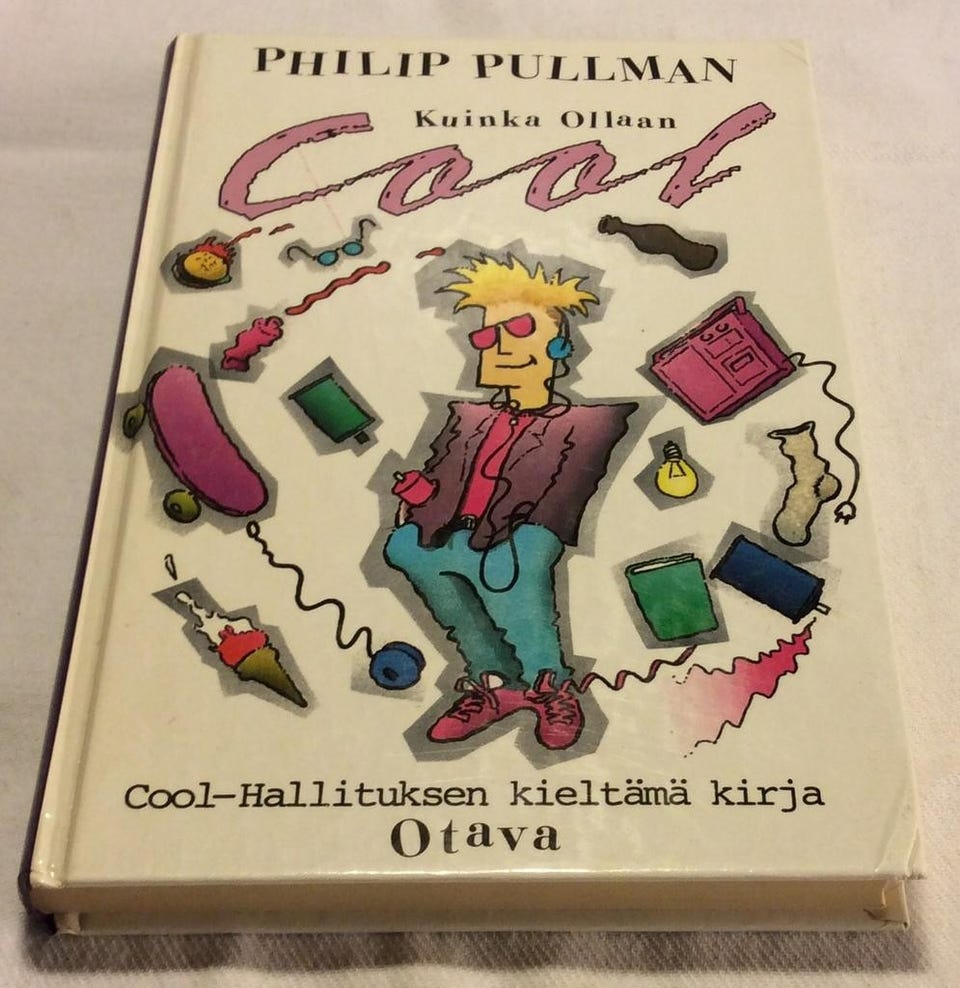 PHILIP PULLMAN
Kuinka Ollaan
Cool
Cool-Hallituksen kieltämä kirja
Otava